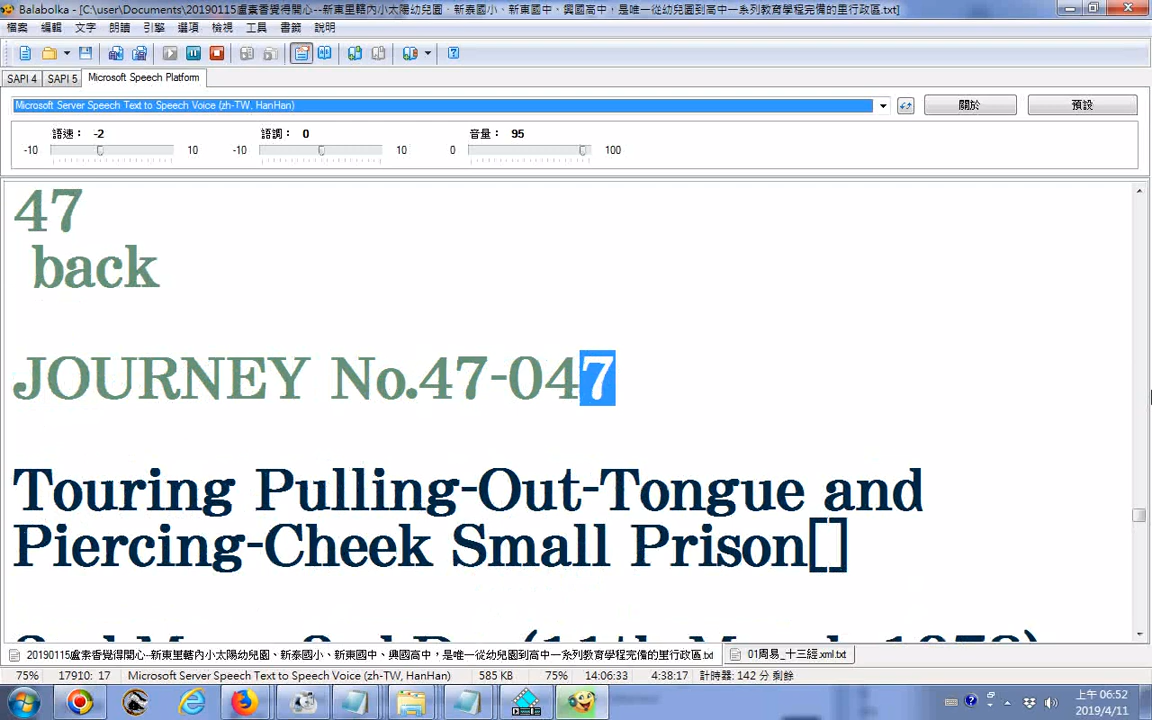 Balabolka - [C:\user\Documents\20190115盧素香覺得開心--新東里轄內小太陽幼兒園、新泰國小、新東國中、興國高中，是唯一從幼兒園到高中一系列教育學程完備的里行政區.txt]
檔案 編輯 文字 朗讀 引擎 選項 檢視 工具 書籤 說明
SAPI 4 SAPI 5 Microsoft Speech Platform
Microsoft Server Speech Text to Speech Voice (zh-TW, HanHan) 關於 預設
語速： -2 語調： 0 音量： 95
-10 10 -10 10 0 100
47
back
JOURNEY No.47-047
Touring Pulling-Out-Tongue and
Piercing-Cheek Small Prison[]
20190115盧素香覺得開心--新東里轄內小太陽幼兒園、新泰國小、新東國中、興國高中，是唯一從幼兒園到高中一系列教育學程完備的里行政區.txt 01周易_十三經.xml.txt
75% 17910: 17 Microsoft Server Speech Text to Speech Voice (zh-TW, HanHan) 75% 14:06:33 585 KB 4:38:17 計時器: 142 分 剩餘
上午 06:52
2019/4/11